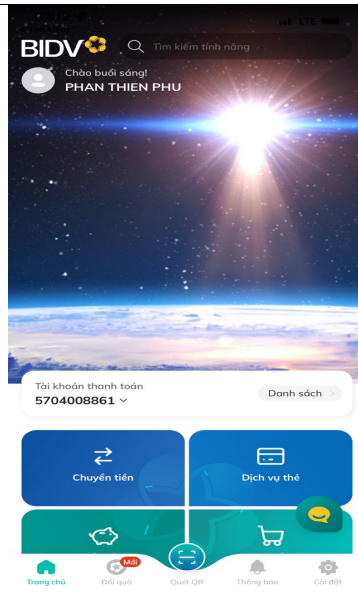 LTE
BIDV
Tìm kiếm tính năng
Chào buổi sáng!
PHAN THIEN PHU
Tài khoản thanh toán
5704008861
Danh sách
Chuyển tiền
Dịch vụ thẻ
Mới
Trang chủ
Đổi quà
Quét QR
Thông báo
Cài đặt